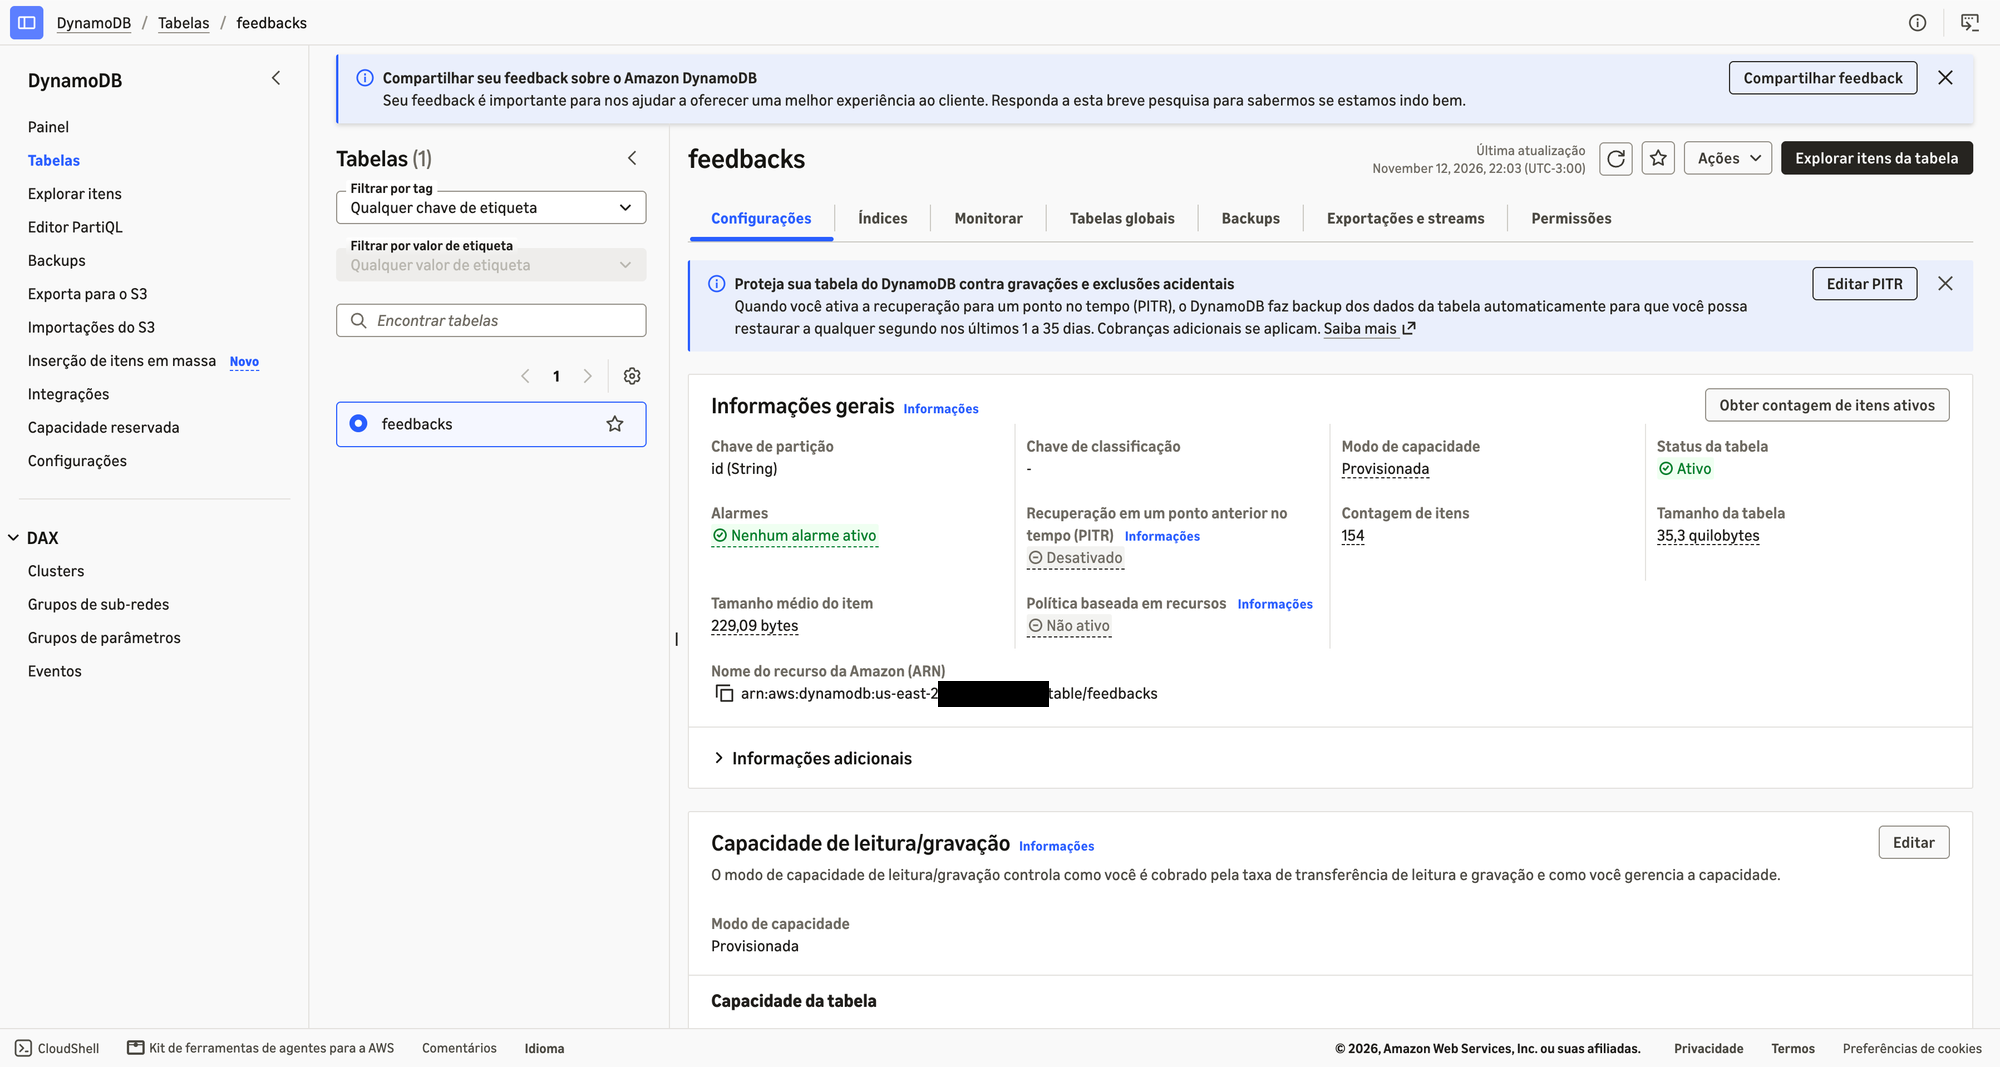 DynamoDB / Tabelas / feedbacks
DynamoDB
Painel
Tabelas
Explorar itens
Editor PartiQL
Backups
Exporta para o S3
Importações do S3
Inserção de itens em massa Novo
Integrações
Capacidade reservada
Configurações
DAX
Clusters
Grupos de sub-redes
Grupos de parâmetros
Eventos
Compartilhar seu feedback sobre o Amazon DynamoDB
Seu feedback é importante para nos ajudar a oferecer uma melhor experiência ao cliente. Responda a esta breve pesquisa para sabermos se estamos indo bem.
Compartilhar feedback
Tabelas (1)
Filtrar por tag
Qualquer chave de etiqueta
Filtrar por valor de etiqueta
Qualquer valor de etiqueta
Encontrar tabelas
1
feedbacks
feedbacks
Última atualização
November 12, 2026, 22:03 (UTC-3:00)
Ações
Explorar itens da tabela
Configurações
Índices
Monitorar
Tabelas globais
Backups
Exportações e streams
Permissões
Proteja sua tabela do DynamoDB contra gravações e exclusões acidentais
Quando você ativa a recuperação para um ponto no tempo (PITR), o DynamoDB faz backup dos dados da tabela automaticamente para que você possa
restaurar a qualquer segundo nos últimos 1 a 35 dias. Cobranças adicionais se aplicam. Saiba mais
Editar PITR
Informações gerais Informações
Obter contagem de itens ativos
Chave de partição
id (String)
Chave de classificação
-
Modo de capacidade
Provisionada
Status da tabela
Ativo
Alarmes
Nenhum alarme ativo
Recuperação em um ponto anterior no
tempo (PITR) Informações
Desativado
Contagem de itens
154
Tamanho da tabela
35,3 quilobytes
Tamanho médio do item
229,09 bytes
Política baseada em recursos Informações
Não ativo
Nome do recurso da Amazon (ARN)
arn:aws:dynamodb:us-east-2 table/feedbacks
Informações adicionais
Capacidade de leitura/gravação Informações
Editar
O modo de capacidade de leitura/gravação controla como você é cobrado pela taxa de transferência de leitura e gravação e como você gerencia a capacidade.
Modo de capacidade
Provisionada
Capacidade da tabela
CloudShell
Kit de ferramentas de agentes para a AWS
Comentários
Idioma
© 2026, Amazon Web Services, Inc. ou suas afiliadas.
Privacidade
Termos
Preferências de cookies